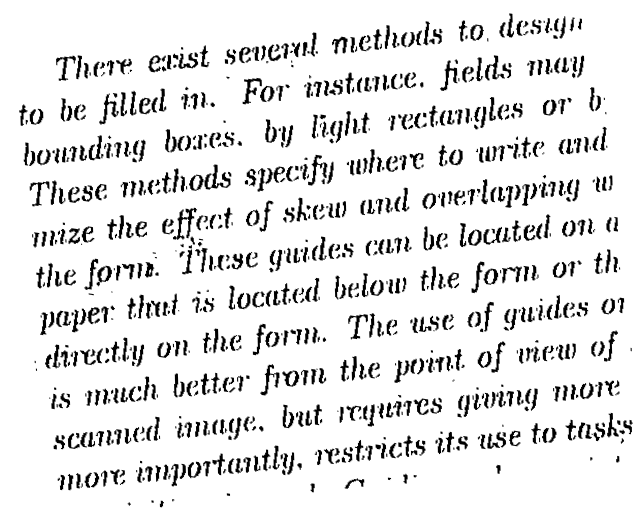 There exist several methods to design
to be filled in. For instance, fields may
bounding boxes, by light rectangles or b
These methods specify where to write and
mize the effect of skew and overlapping w
the form. These guides can be located on a
paper that is located below the form or th
directly on the form. The use of guides or
is much better from the point of view of
scanned image, but requires giving more
more importantly, restricts its use to tasks